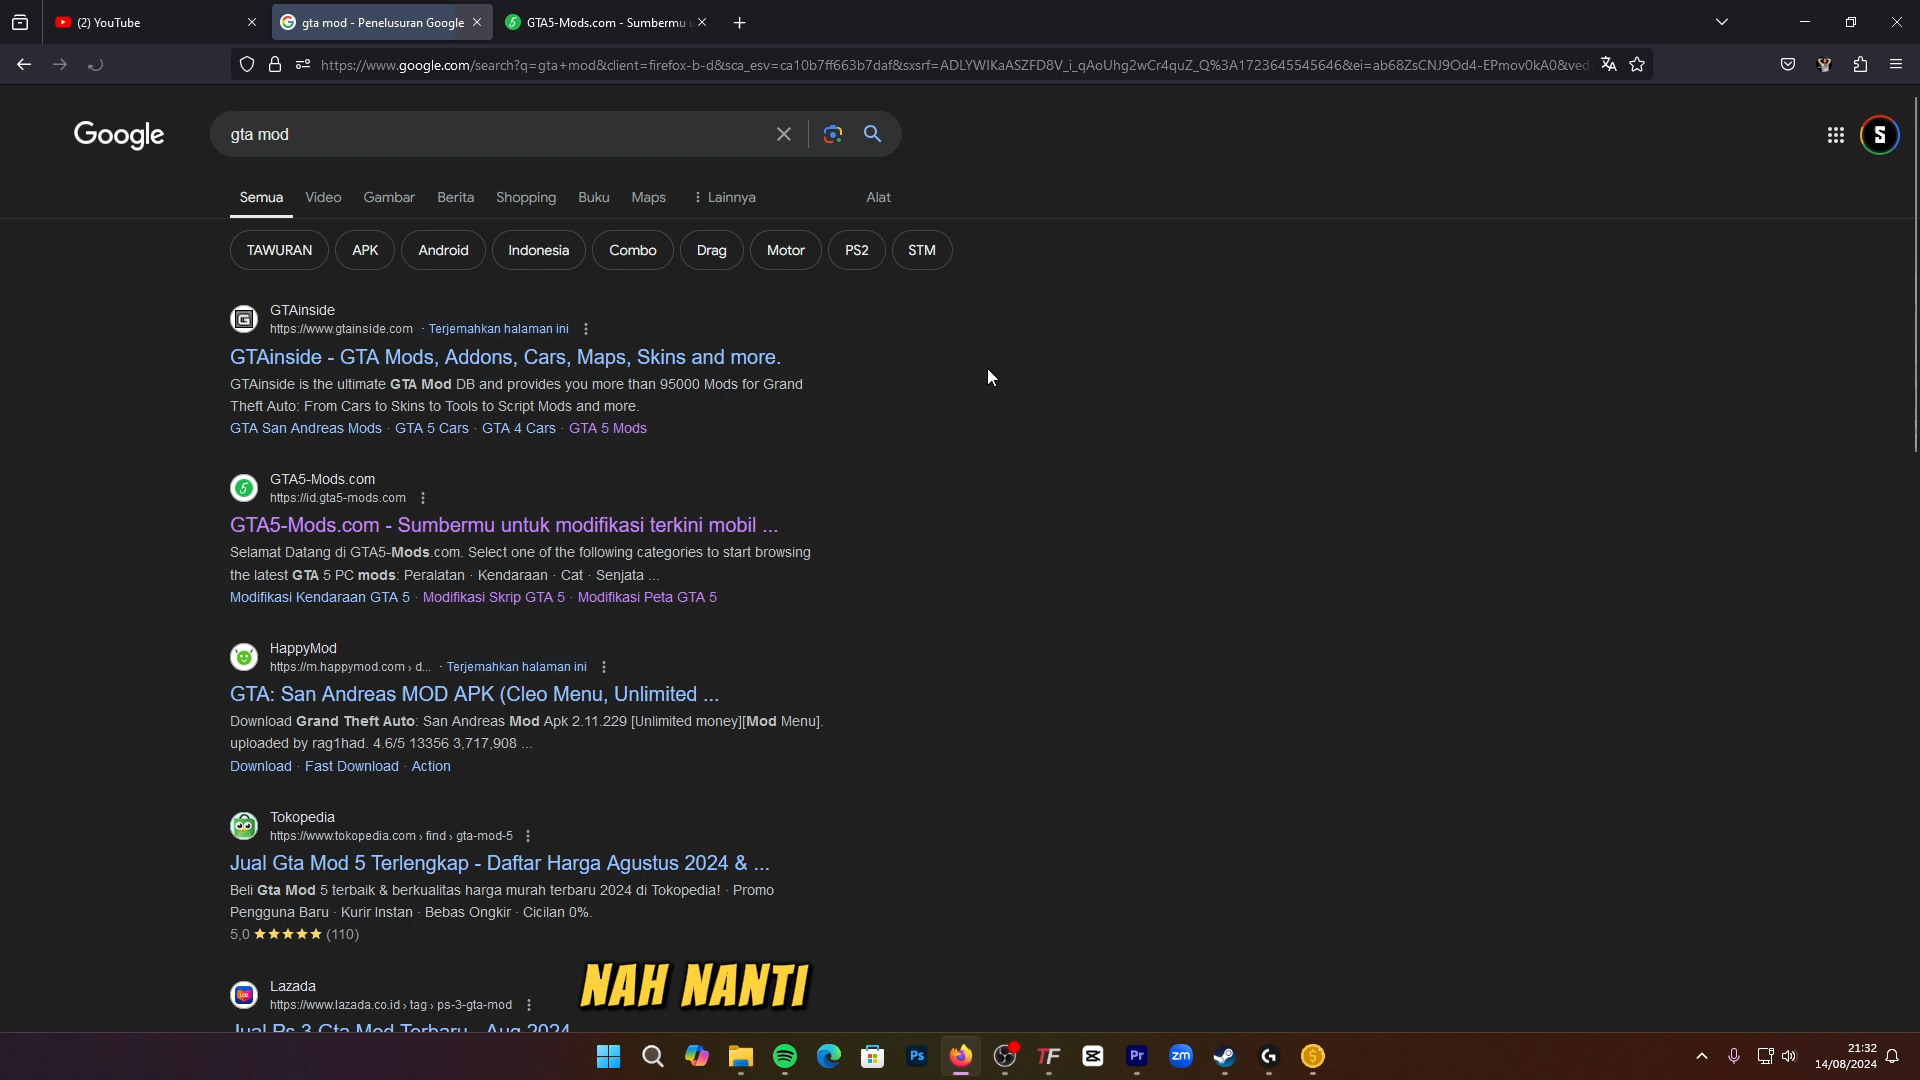 (2) YouTube
gta mod - Penelusuran Google
GTA5-Mods.com - Sumbermu
https://www.google.com/search?q=gta+mod&client=firefox-b-d&sca_esv=ca10b7ff663b7daf&sxsrf=ADLYWIKaASZFD8V_i_qAoUhg2wCr4quZ_Q%3A1723645545646&ei=ab68ZsCNJ9Od4-EPmov0kA0&ved
Google
gta mod
S
Semua
Video
Gambar
Berita
Shopping
Buku
Maps
Lainnya
Alat
TAWURAN
APK
Android
Indonesia
Combo
Drag
Motor
PS2
STM
GTAinside
https://www.gtainside.com · Terjemahkan halaman ini
GTAinside - GTA Mods, Addons, Cars, Maps, Skins and more.
GTAinside is the ultimate GTA Mod DB and provides you more than 95000 Mods for Grand
Theft Auto: From Cars to Skins to Tools to Script Mods and more.
GTA San Andreas Mods · GTA 5 Cars · GTA 4 Cars · GTA 5 Mods
GTA5-Mods.com
https://id.gta5-mods.com
GTA5-Mods.com - Sumbermu untuk modifikasi terkini mobil ...
Selamat Datang di GTA5-Mods.com. Select one of the following categories to start browsing
the latest GTA 5 PC mods: Peralatan · Kendaraan · Cat · Senjata ...
Modifikasi Kendaraan GTA 5 · Modifikasi Skrip GTA 5 · Modifikasi Peta GTA 5
HappyMod
https://m.happymod.com › d... · Terjemahkan halaman ini
GTA: San Andreas MOD APK (Cleo Menu, Unlimited ...
Download Grand Theft Auto: San Andreas Mod Apk 2.11.229 [Unlimited money][Mod Menu].
uploaded by rag1had. 4.6/5 13356 3,717,908 ...
Download · Fast Download · Action
Tokopedia
https://www.tokopedia.com › find › gta-mod-5
Jual Gta Mod 5 Terlengkap - Daftar Harga Agustus 2024 & ...
Beli Gta Mod 5 terbaik & berkualitas harga murah terbaru 2024 di Tokopedia! · Promo
Pengguna Baru · Kurir Instan · Bebas Ongkir · Cicilan 0%.
5,0 ★★★★★ (110)
Lazada
https://www.lazada.co.id › tag › ps-3-gta-mod
Jual Ps 3 Gta Mod Terbaru - Aug 2024
NAH NANTI
Ps
TF
Pr
zm
21:32
14/08/2024